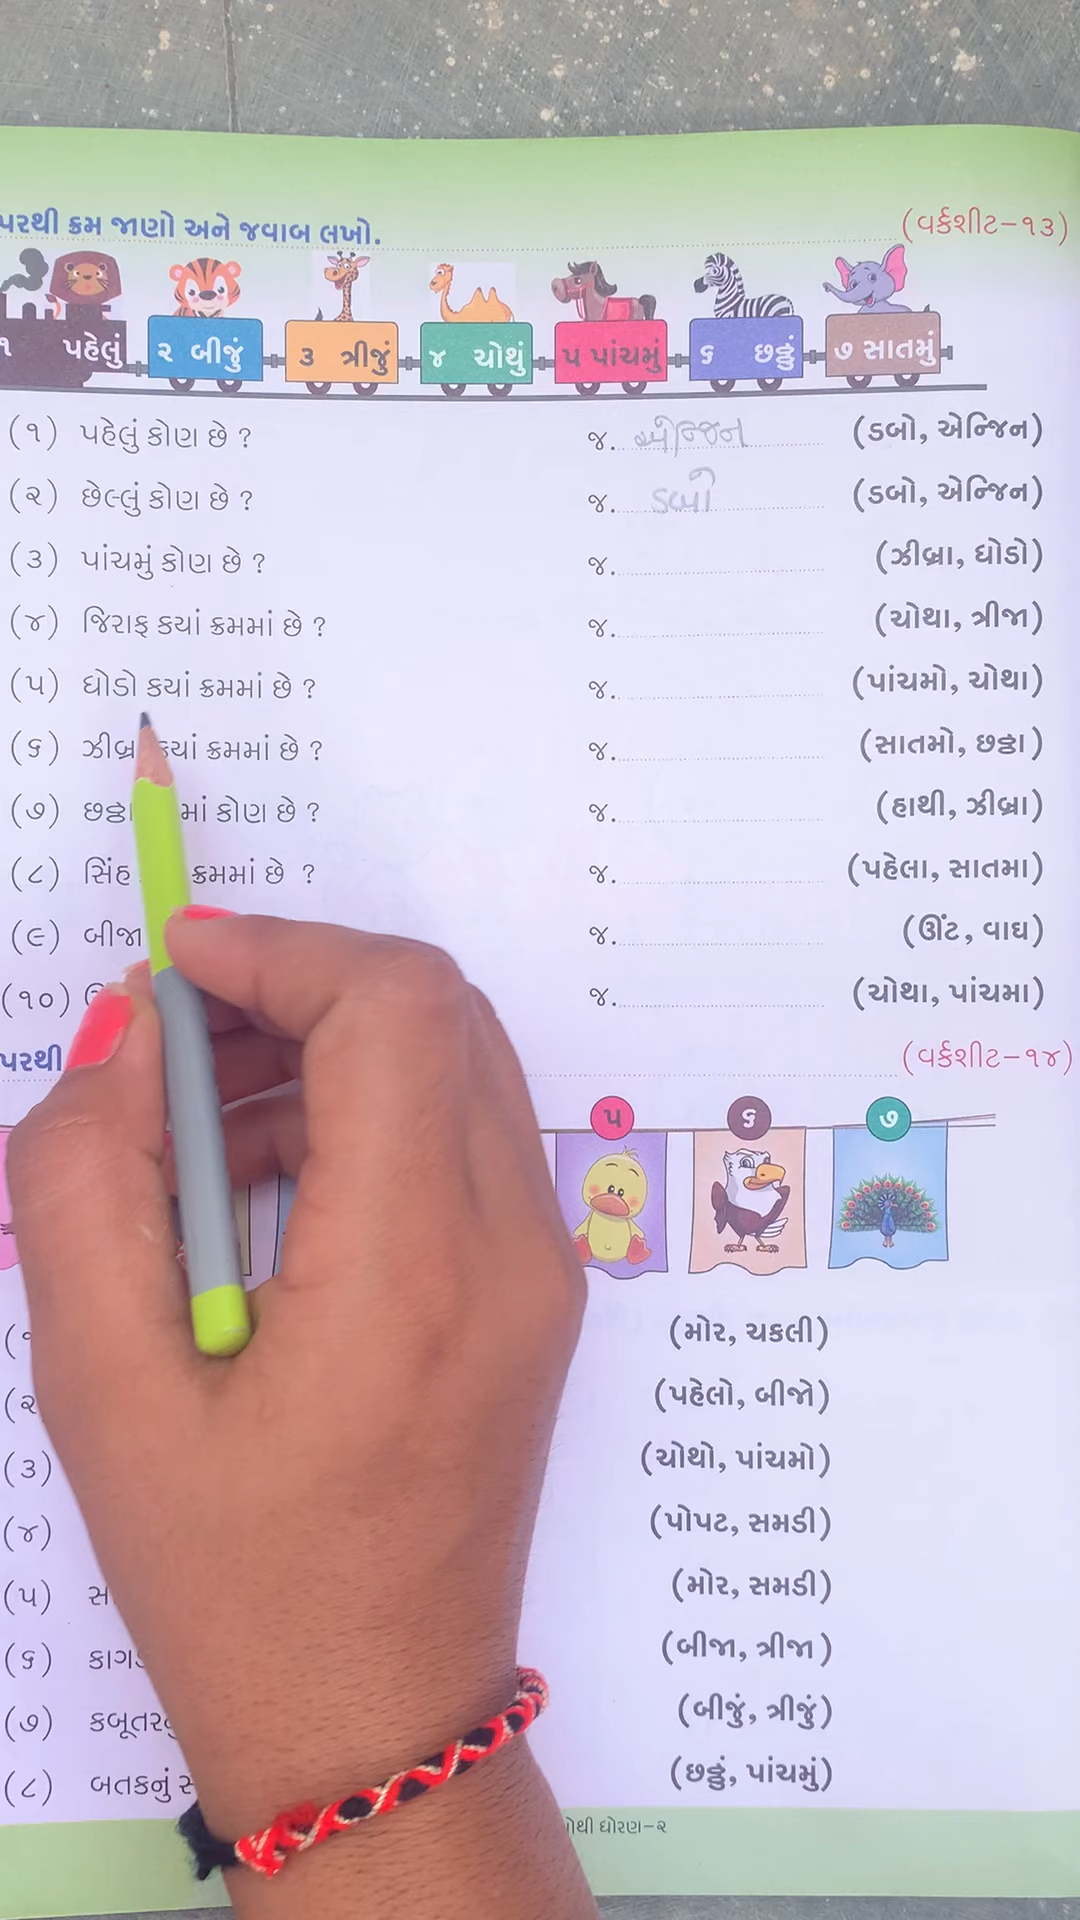 પરથી ક્રમ જાણો અને જવાબ લખો. (વર્કશીટ-૧૩)
૧ પહેલું ૨ બીજું ૩ ત્રીજું ૪ ચોથું ૫ પાંચમું ૬ છઠ્ઠું ૭ સાતમું
(૧) પહેલું કોણ છે ? જ. એન્જિન (ડબો, એન્જિન)
(૨) છેલ્લું કોણ છે ? જ. ડબો (ડબો, એન્જિન)
(૩) પાંચમું કોણ છે ? જ. (ઝીબ્રા, ઘોડો)
(૪) જિરાફ કયાં ક્રમમાં છે ? જ. (ચોથા, ત્રીજા)
(૫) ઘોડો કયાં ક્રમમાં છે ? જ. (પાંચમો, ચોથા)
(૬) ઝીબ્રા કયાં ક્રમમાં છે ? જ. (સાતમો, છઠ્ઠા)
(૭) છઠ્ઠા માં કોણ છે ? જ. (હાથી, ઝીબ્રા)
(૮) સિંહ ક્રમમાં છે ? જ. (પહેલા, સાતમા)
(૯) બીજા જ. (ઊંટ, વાઘ)
(૧૦) જ. (ચોથા, પાંચમા)
પરથી (વર્કશીટ-૧૪)
૫ ૬ ૭
(મોર, ચકલી)
(૨ (પહેલો, બીજો)
(૩) (ચોથો, પાંચમો)
(૪) (પોપટ, સમડી)
(૫) (મોર, સમડી)
(૬) (બીજા, ત્રીજા)
(૭) (બીજું, ત્રીજું)
(૮) બતકનું (છઠ્ઠું, પાંચમું)
ધોરણ-૨